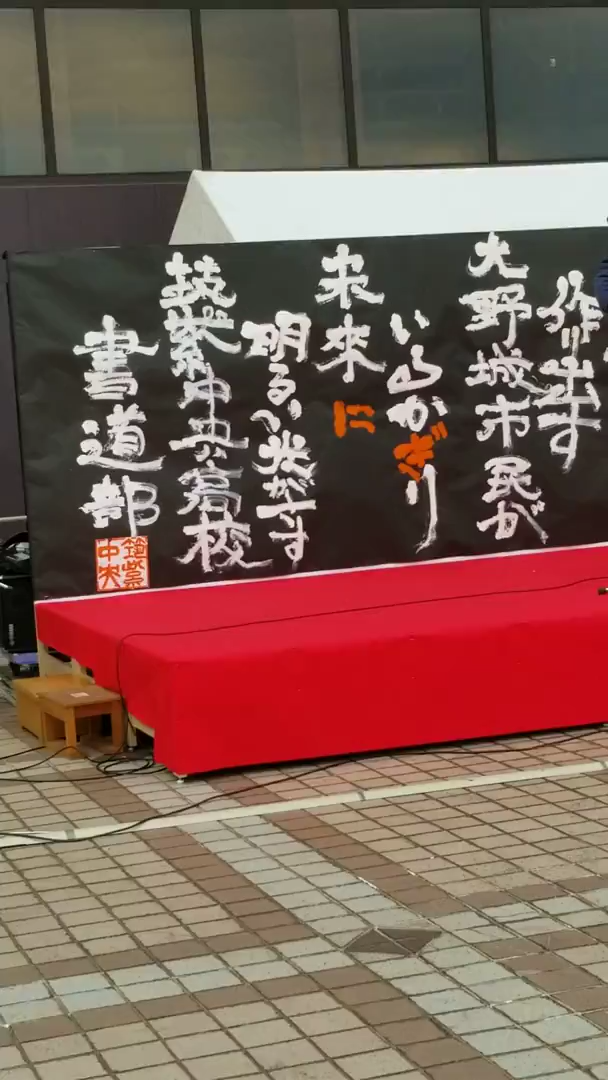 作り出す
大野城市民が
いるかぎり
未來に
明るい光がさす
筑紫中央高校
書道部
筑紫
中央